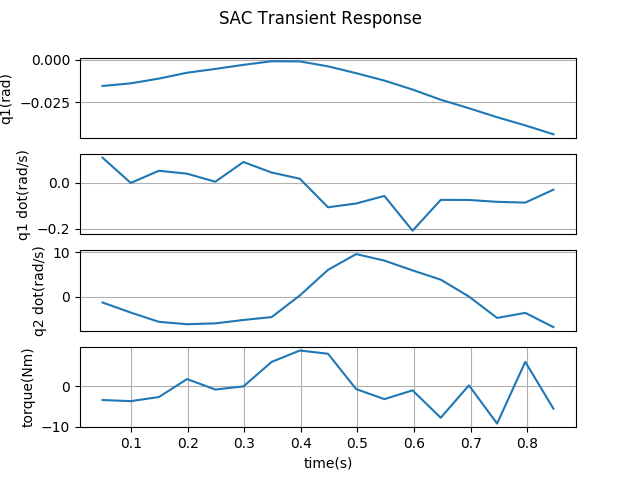 SAC Transient Response
0.000
−0.025
q1(rad)
0.0
−0.2
q1 dot(rad/s)
10
0
q2 dot(rad/s)
0
−10
torque(Nm)
0.1 0.2 0.3 0.4 0.5 0.6 0.7 0.8
time(s)